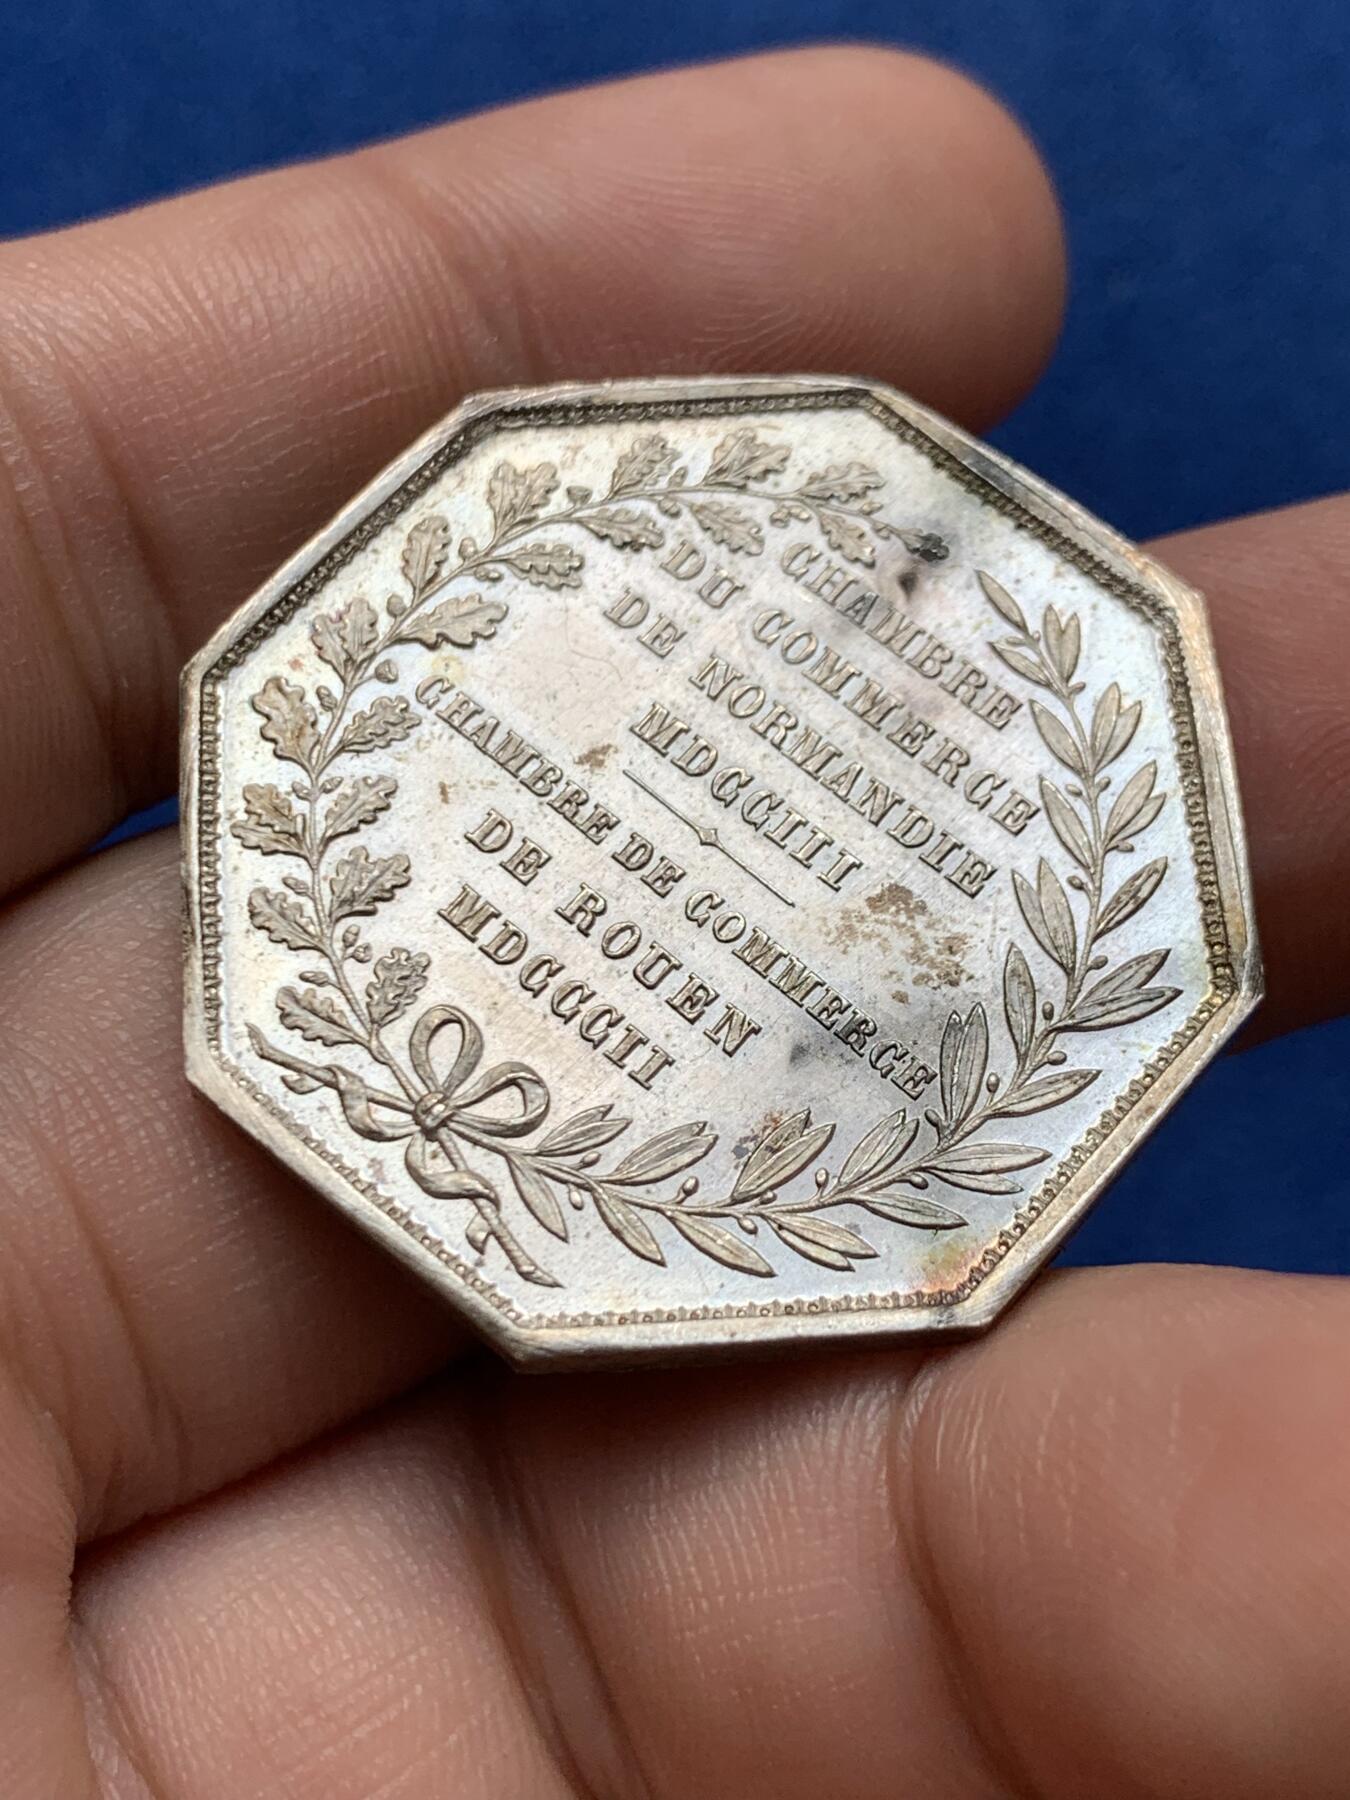 CHAMBRE
DU COMMERCE
DE NORMANDIE
MDCCIII
CHAMBRE DE COMMERCE
DE ROUEN
MDCCCII